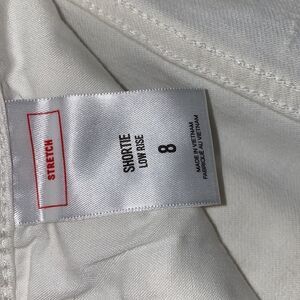 STRETCH
SHORTIE
LOW RISE
8
MADE IN VIETNAM
FABRIQUÉ AU VIETNAM